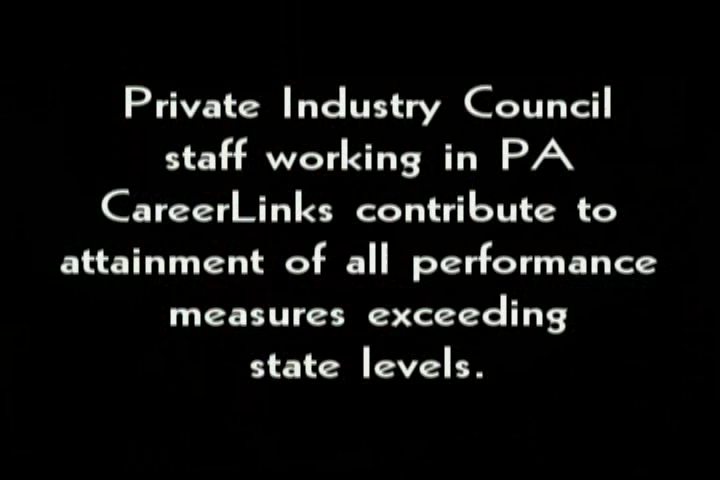 Private Industry Council
staff working in PA
CareerLinks contribute to
attainment of all performance
measures exceeding
state levels.